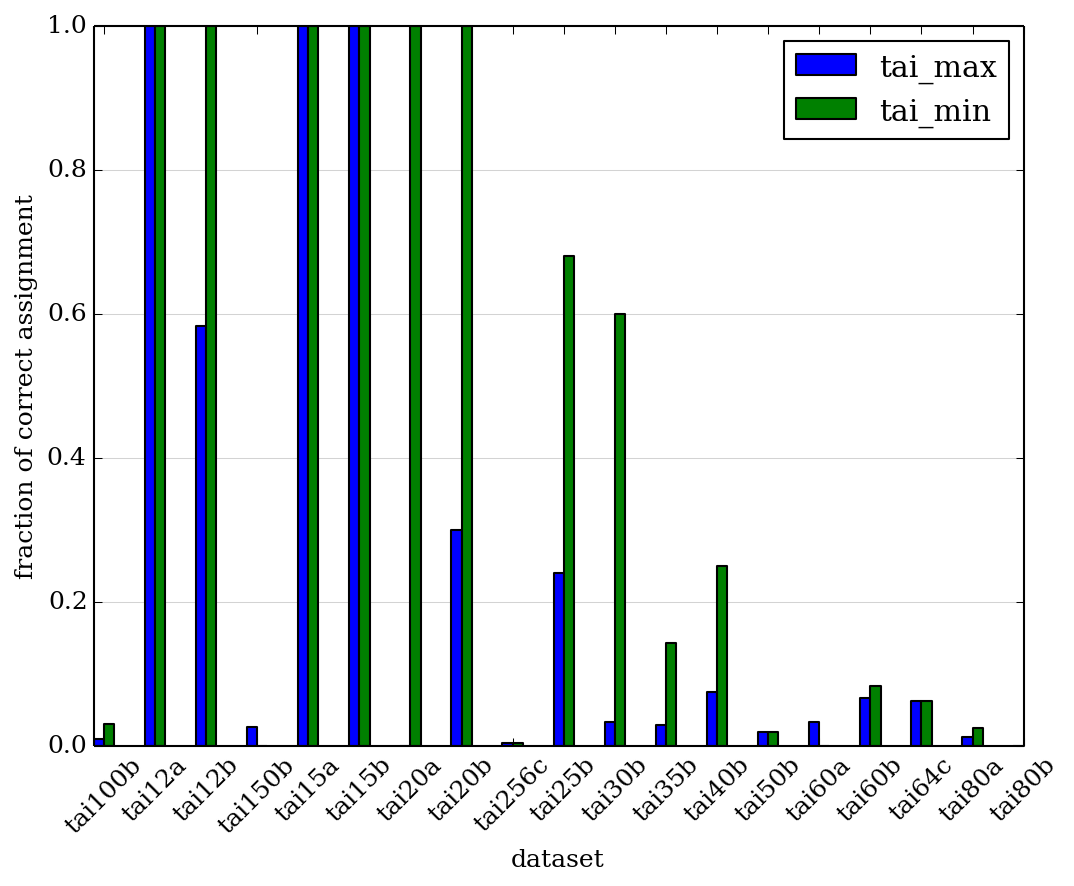 1.0
0.8
0.6
0.4
0.2
0.0
fraction of correct assignment
tai_max
tai_min
tai100b
tai12a
tai12b
tai150b
tai15a
tai15b
tai20a
tai20b
tai256c
tai25b
tai30b
tai35b
tai40b
tai50b
tai60a
tai60b
tai64c
tai80a
tai80b
dataset